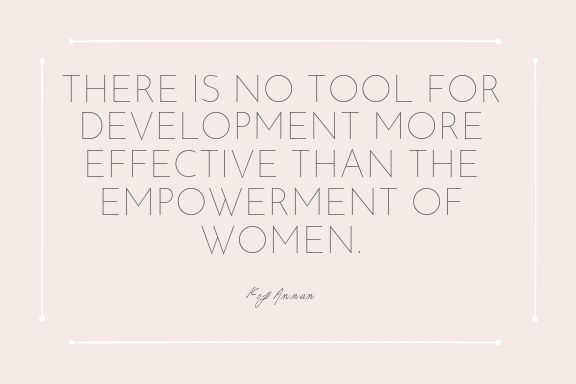 THERE IS NO TOOL FOR
DEVELOPMENT MORE
EFFECTIVE THAN THE
EMPOWERMENT OF
WOMEN.
Kofi Annan